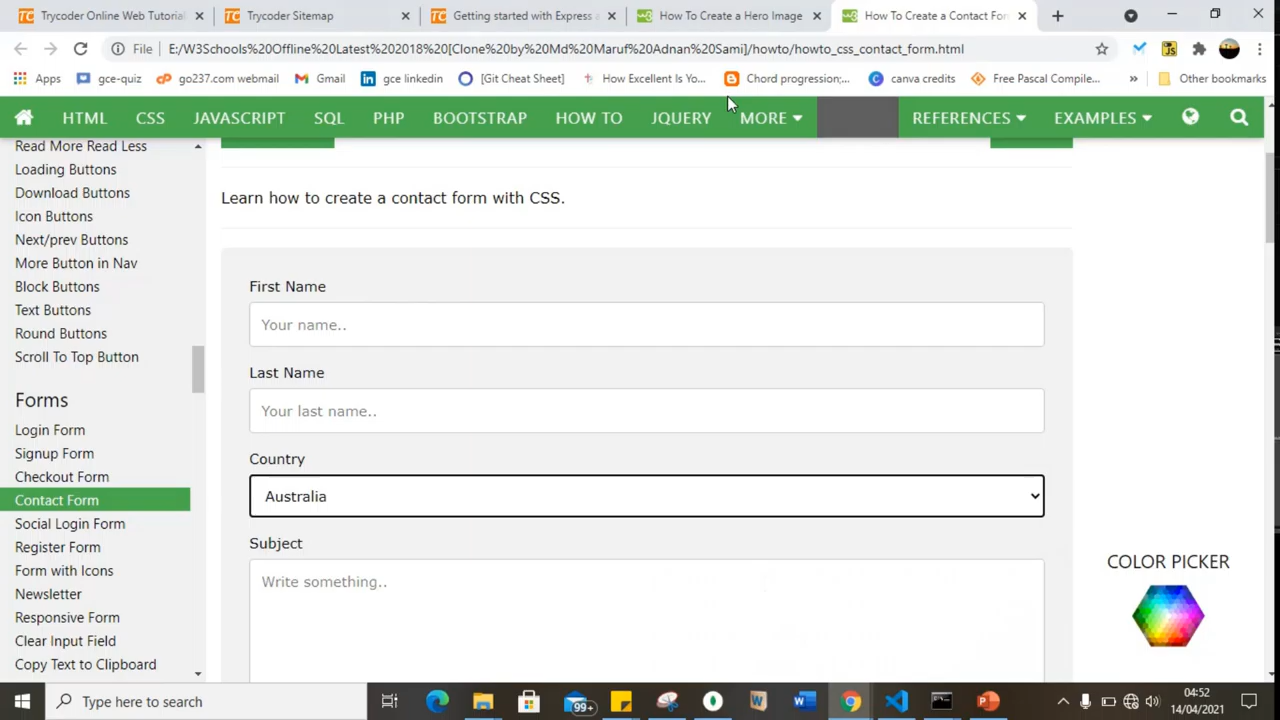 Trycoder Online Web Tutorial
Trycoder Sitemap
Getting started with Express a
How To Create a Hero Image
How To Create a Contact For
File
E:/W3Schools%20Offline%20Latest%202018%20[Clone%20by%20Md%20Maruf%20Adnan%20Sami]/howto/howto_css_contact_form.html
Apps
gce-quiz
go237.com webmail
Gmail
gce linkedin
[Git Cheat Sheet]
How Excellent Is Yo...
Chord progression;...
canva credits
Free Pascal Compile...
Other bookmarks
HTML
CSS
JAVASCRIPT
SQL
PHP
BOOTSTRAP
HOW TO
JQUERY
MORE
REFERENCES
EXAMPLES
Read More Read Less
Loading Buttons
Download Buttons
Icon Buttons
Next/prev Buttons
More Button in Nav
Block Buttons
Text Buttons
Round Buttons
Scroll To Top Button
Forms
Login Form
Signup Form
Checkout Form
Contact Form
Social Login Form
Register Form
Form with Icons
Newsletter
Responsive Form
Clear Input Field
Copy Text to Clipboard
Learn how to create a contact form with CSS.
First Name
Your name..
Last Name
Your last name..
Country
Australia
Subject
Write something..
COLOR PICKER
Type here to search
99+
04:52
14/04/2021